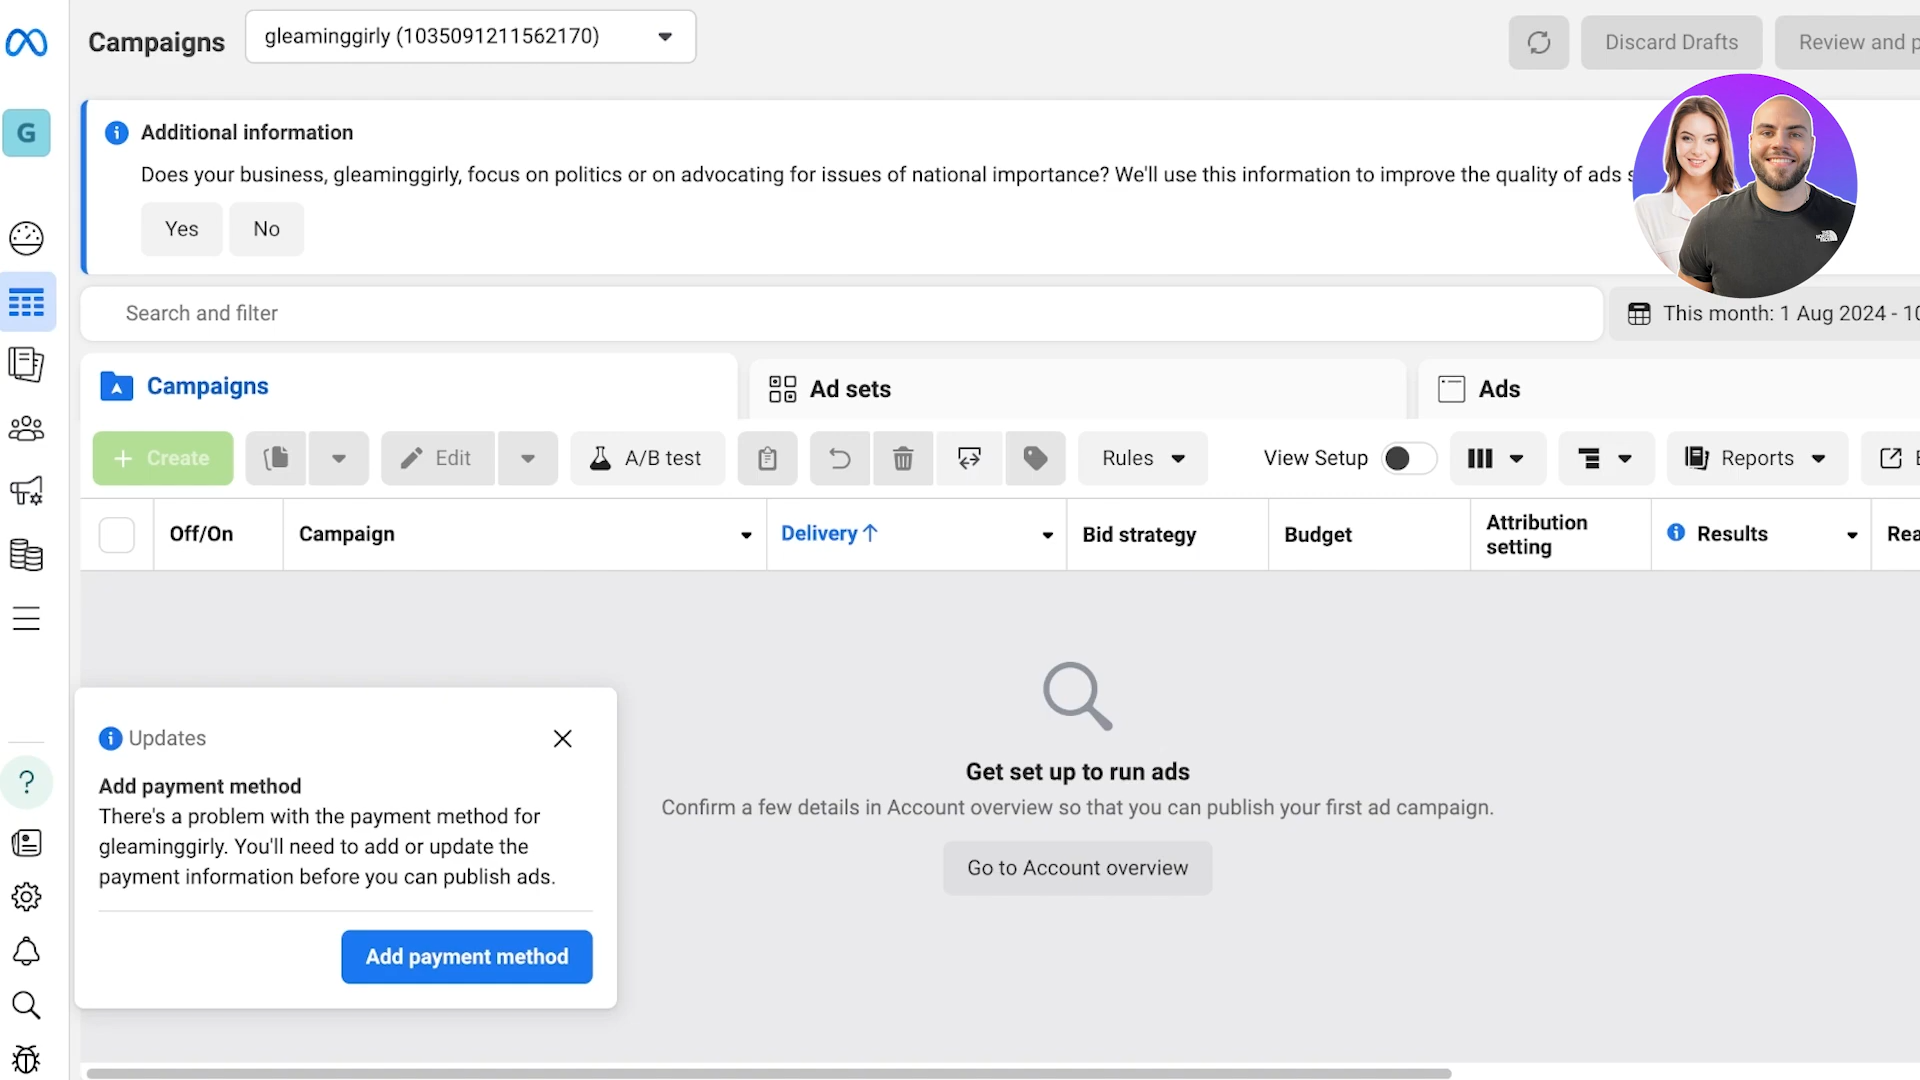 Campaigns
gleaminggirly (1035091211562170)
Discard Drafts
Review and p
G
Additional information
Does your business, gleaminggirly, focus on politics or on advocating for issues of national importance? We'll use this information to improve the quality of ads s
Yes
No
Search and filter
This month: 1 Aug 2024 - 10
Campaigns
Ad sets
Ads
Create
Edit
A/B test
Rules
View Setup
Reports
Off/On
Campaign
Delivery
Bid strategy
Budget
Attribution
setting
Results
Rea
Updates
Add payment method
There's a problem with the payment method for
gleaminggirly. You'll need to add or update the
payment information before you can publish ads.
Add payment method
Get set up to run ads
Confirm a few details in Account overview so that you can publish your first ad campaign.
Go to Account overview